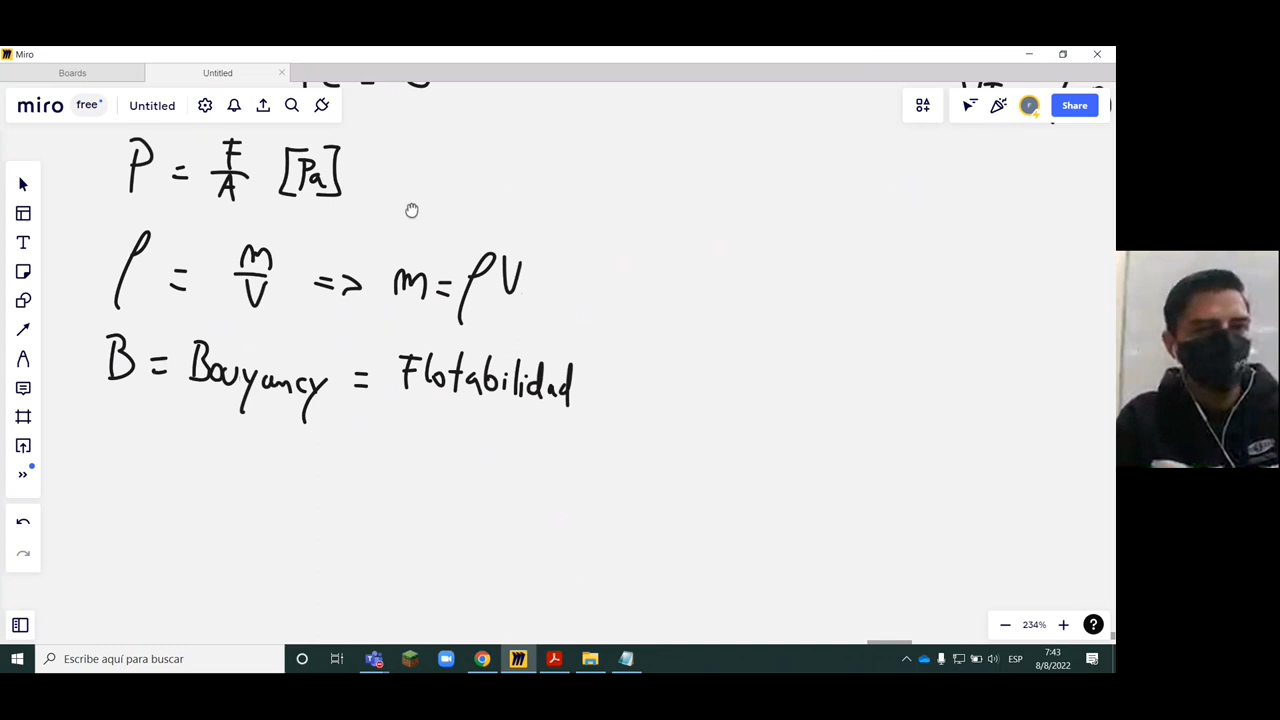 Miro
Boards
Untitled
miro free Untitled
Share
P = F/A [Pa]
ρ = m/V => m = ρV
B = Bouyancy = Flotabilidad
234%
Escribe aquí para buscar
ESP
7:43
8/8/2022